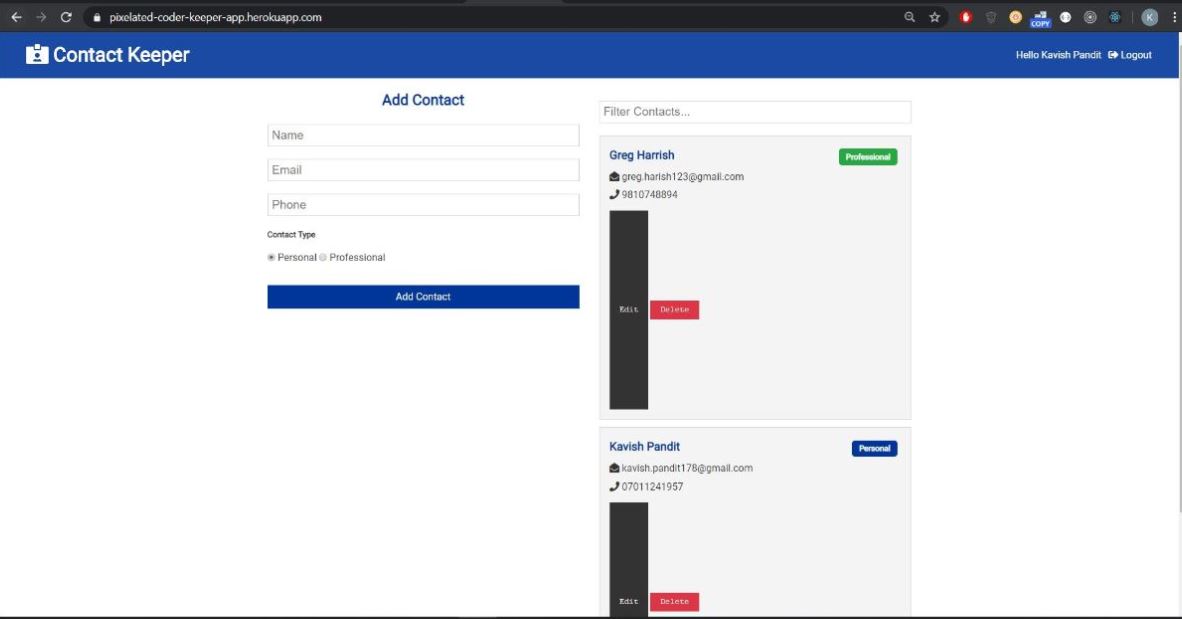 pixelated-coder-keeper-app.herokuapp.com
COPY
K
Contact Keeper
Hello Kavish Pandit Logout
Add Contact
Name
Email
Phone
Contact Type
Personal Professional
Add Contact
Filter Contacts...
Greg Harrish Professional
greg.harish123@gmail.com
9810748894
Edit Delete
Kavish Pandit Personal
kavish.pandit178@gmail.com
07011241957
Edit Delete